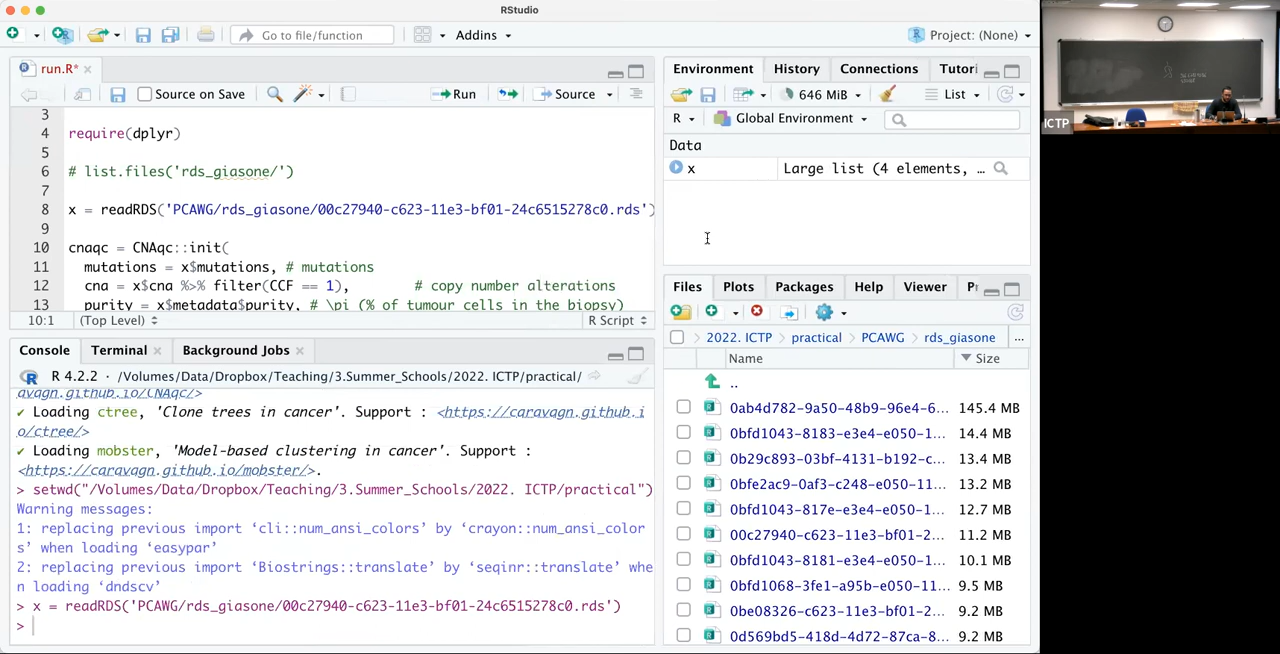 RStudio
Go to file/function
Addins
Project: (None)
run.R*
Source on Save
Run
Source
3
4 require(dplyr)
5
6 # list.files('rds_giasone/')
7
8 x = readRDS('PCAWG/rds_giasone/00c27940-c623-11e3-bf01-24c6515278c0.rds')
9
10 cnaqc = CNAqc::init(
11 mutations = x$mutations, # mutations
12 cna = x$cna %>% filter(CCF == 1), # copy number alterations
13 purity = x$metadata$purity, # \pi (% of tumour cells in the biopsy)
10:1 (Top Level) R Script
Console Terminal Background Jobs
R 4.2.2 · /Volumes/Data/Dropbox/Teaching/3.Summer_Schools/2022. ICTP/practical/
avagn.github.io/CNAqc/>
✔ Loading ctree, 'Clone trees in cancer'. Support : <https://caravagn.github.i
o/ctree/>
✔ Loading mobster, 'Model-based clustering in cancer'. Support :
<https://caravagn.github.io/mobster/>.
> setwd("/Volumes/Data/Dropbox/Teaching/3.Summer_Schools/2022. ICTP/practical")
Warning messages:
1: replacing previous import ‘cli::num_ansi_colors’ by ‘crayon::num_ansi_color
s’ when loading ‘easypar’
2: replacing previous import ‘Biostrings::translate’ by ‘seqinr::translate’ whe
n loading ‘dndscv’
> x = readRDS('PCAWG/rds_giasone/00c27940-c623-11e3-bf01-24c6515278c0.rds')
>
Environment History Connections Tutori
646 MiB List
R Global Environment
Data
x Large list (4 elements, …
Files Plots Packages Help Viewer Pr
2022. ICTP practical PCAWG rds_giasone ...
Name Size
..
0ab4d782-9a50-48b9-96e4-6... 145.4 MB
0bfd1043-8183-e3e4-e050-1... 14.4 MB
0b29c893-03bf-4131-b192-c... 13.4 MB
0bfe2ac9-0af3-c248-e050-11... 13.2 MB
0bfd1043-817e-e3e4-e050-1... 12.7 MB
00c27940-c623-11e3-bf01-2... 11.2 MB
0bfd1043-8181-e3e4-e050-1... 10.1 MB
0bfd1068-3fe1-a95b-e050-11... 9.5 MB
0be08326-c623-11e3-bf01-2... 9.2 MB
0d569bd5-418d-4d72-87ca-8... 9.2 MB
ICTP